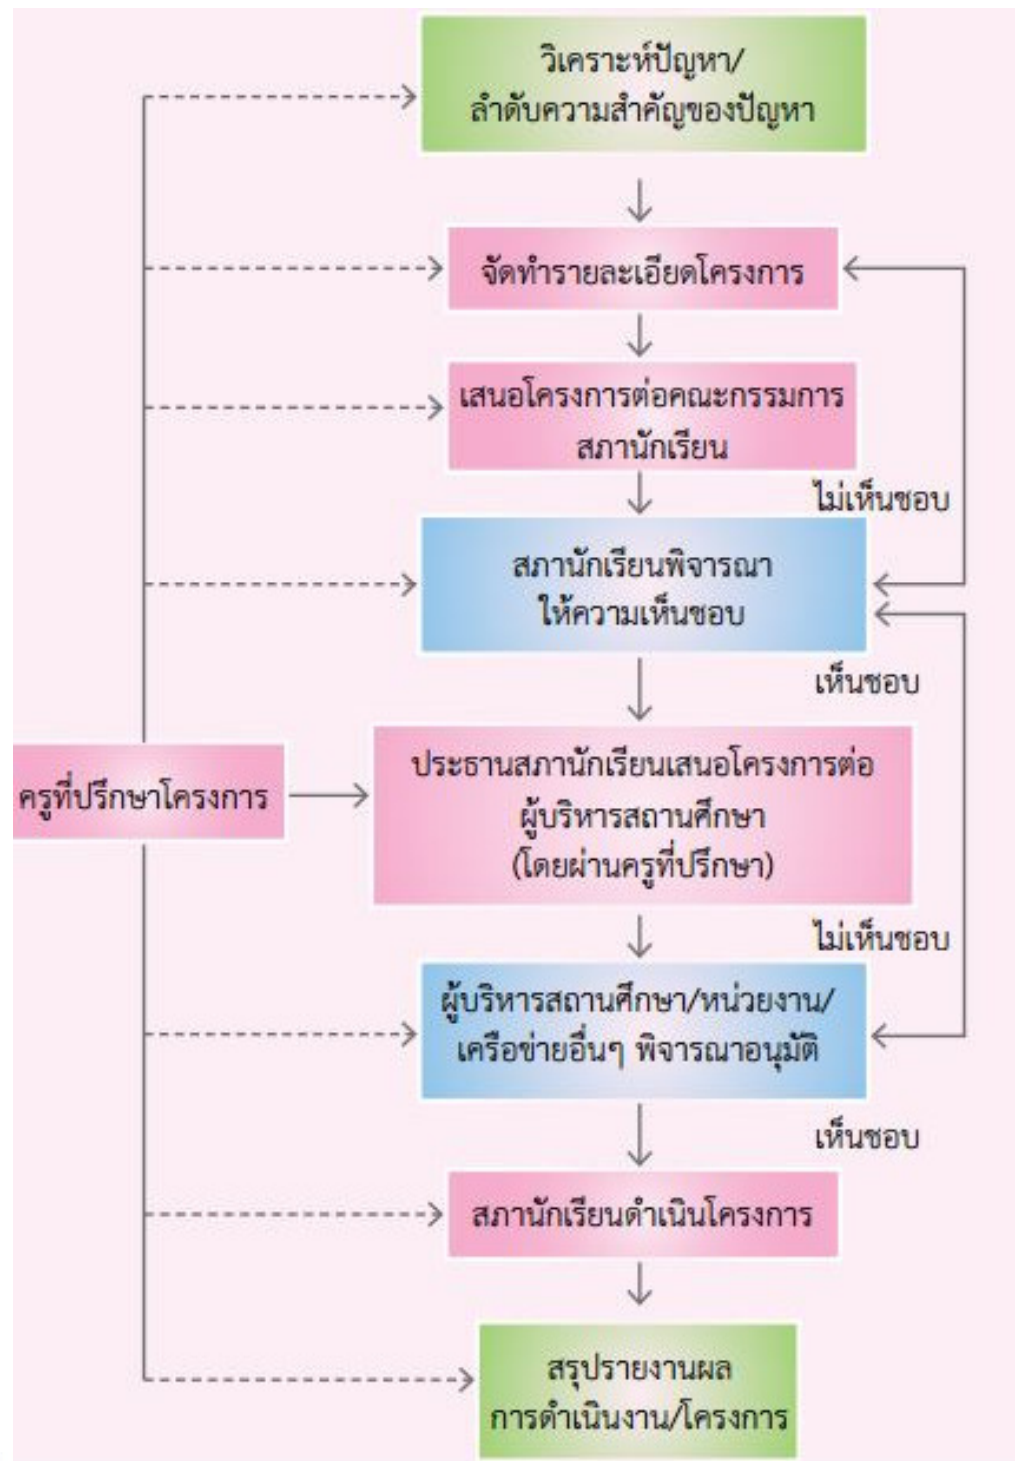 วิเคราะห์ปัญหา/
ลำดับความสำคัญของปัญหา
จัดทำรายละเอียดโครงการ
เสนอโครงการต่อคณะกรรมการ
สภานักเรียน
ไม่เห็นชอบ
สภานักเรียนพิจารณา
ให้ความเห็นชอบ
เห็นชอบ
ครูที่ปรึกษาโครงการ
ประธานสภานักเรียนเสนอโครงการต่อ
ผู้บริหารสถานศึกษา
(โดยผ่านครูที่ปรึกษา)
ไม่เห็นชอบ
ผู้บริหารสถานศึกษา/หน่วยงาน/
เครือข่ายอื่นๆ พิจารณาอนุมัติ
เห็นชอบ
สภานักเรียนดำเนินโครงการ
สรุปรายงานผล
การดำเนินงาน/โครงการ